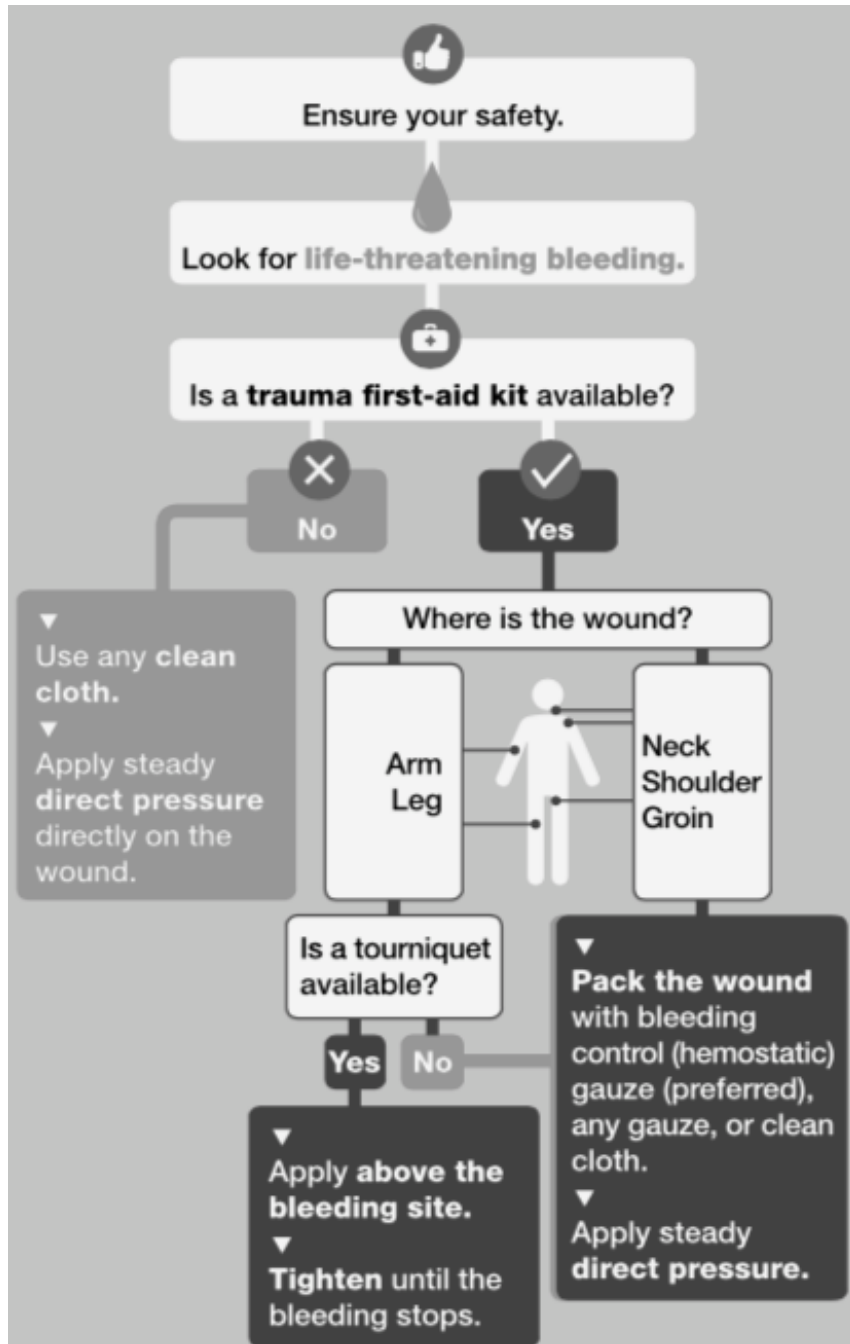 Ensure your safety.
Look for life-threatening bleeding.
Is a trauma first-aid kit available?
No
Yes
▼
Use any clean
cloth.
▼
Apply steady
direct pressure
directly on the
wound.
Where is the wound?
Arm
Leg
Neck
Shoulder
Groin
Is a tourniquet
available?
Yes
No
▼
Apply above the
bleeding site.
▼
Tighten until the
bleeding stops.
▼
Pack the wound
with bleeding
control (hemostatic)
gauze (preferred),
any gauze, or clean
cloth.
▼
Apply steady
direct pressure.